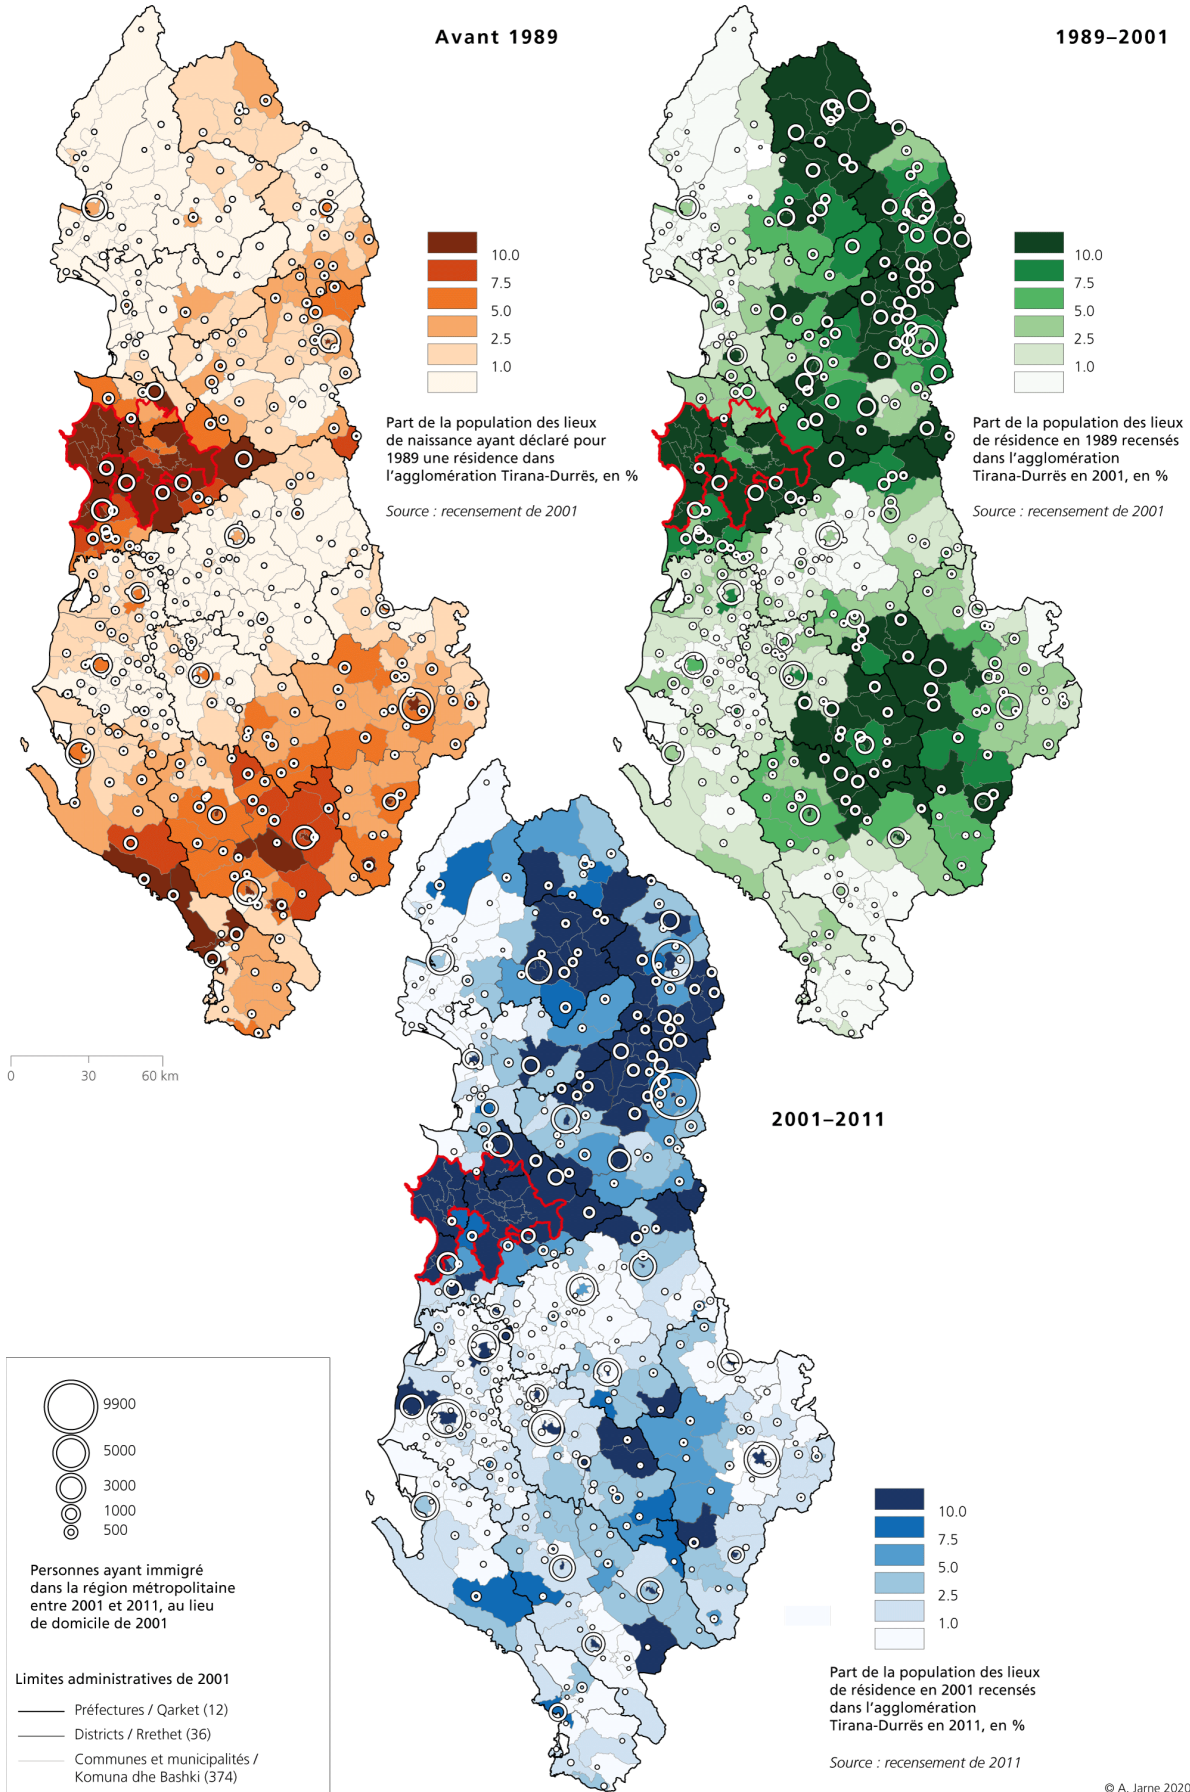 Avant 1989
10.0
7.5
5.0
2.5
1.0
Part de la population des lieux
de naissance ayant déclaré pour
1989 une résidence dans
l'agglomération Tirana-Durrës, en %
Source : recensement de 2001
1989–2001
10.0
7.5
5.0
2.5
1.0
Part de la population des lieux
de résidence en 1989 recensés
dans l'agglomération
Tirana-Durrës en 2001, en %
Source : recensement de 2001
0 30 60 km
2001–2011
10.0
7.5
5.0
2.5
1.0
Part de la population des lieux
de résidence en 2001 recensés
dans l'agglomération
Tirana-Durrës en 2011, en %
Source : recensement de 2011
9900
5000
3000
1000
500
Personnes ayant immigré
dans la région métropolitaine
entre 2001 et 2011, au lieu
de domicile de 2001
Limites administratives de 2001
Préfectures / Qarket (12)
Districts / Rrethet (36)
Communes et municipalités /
Komuna dhe Bashki (374)
© A. Jarne 2020